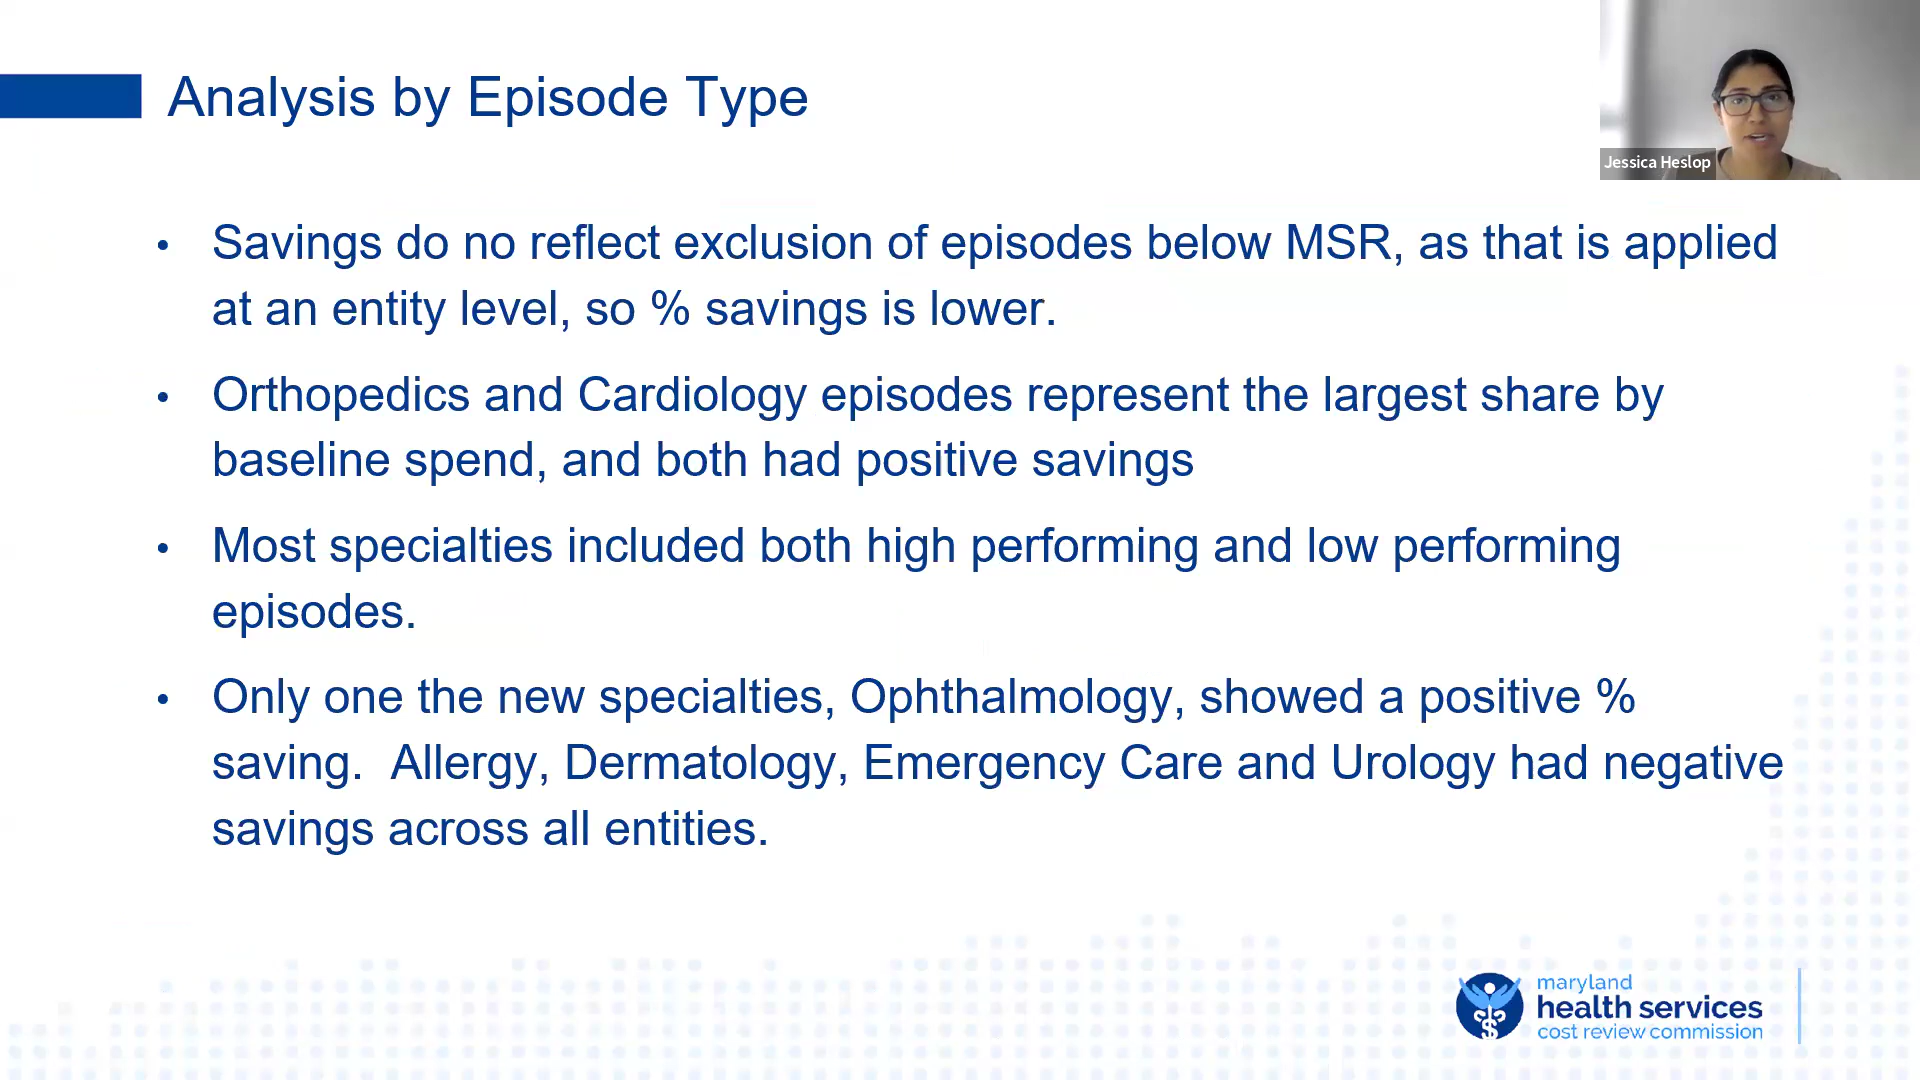 Analysis by Episode Type
Jessica Heslop
• Savings do no reflect exclusion of episodes below MSR, as that is applied
at an entity level, so % savings is lower.
• Orthopedics and Cardiology episodes represent the largest share by
baseline spend, and both had positive savings
• Most specialties included both high performing and low performing
episodes.
• Only one the new specialties, Ophthalmology, showed a positive %
saving.  Allergy, Dermatology, Emergency Care and Urology had negative
savings across all entities.
maryland
health services
cost review commission